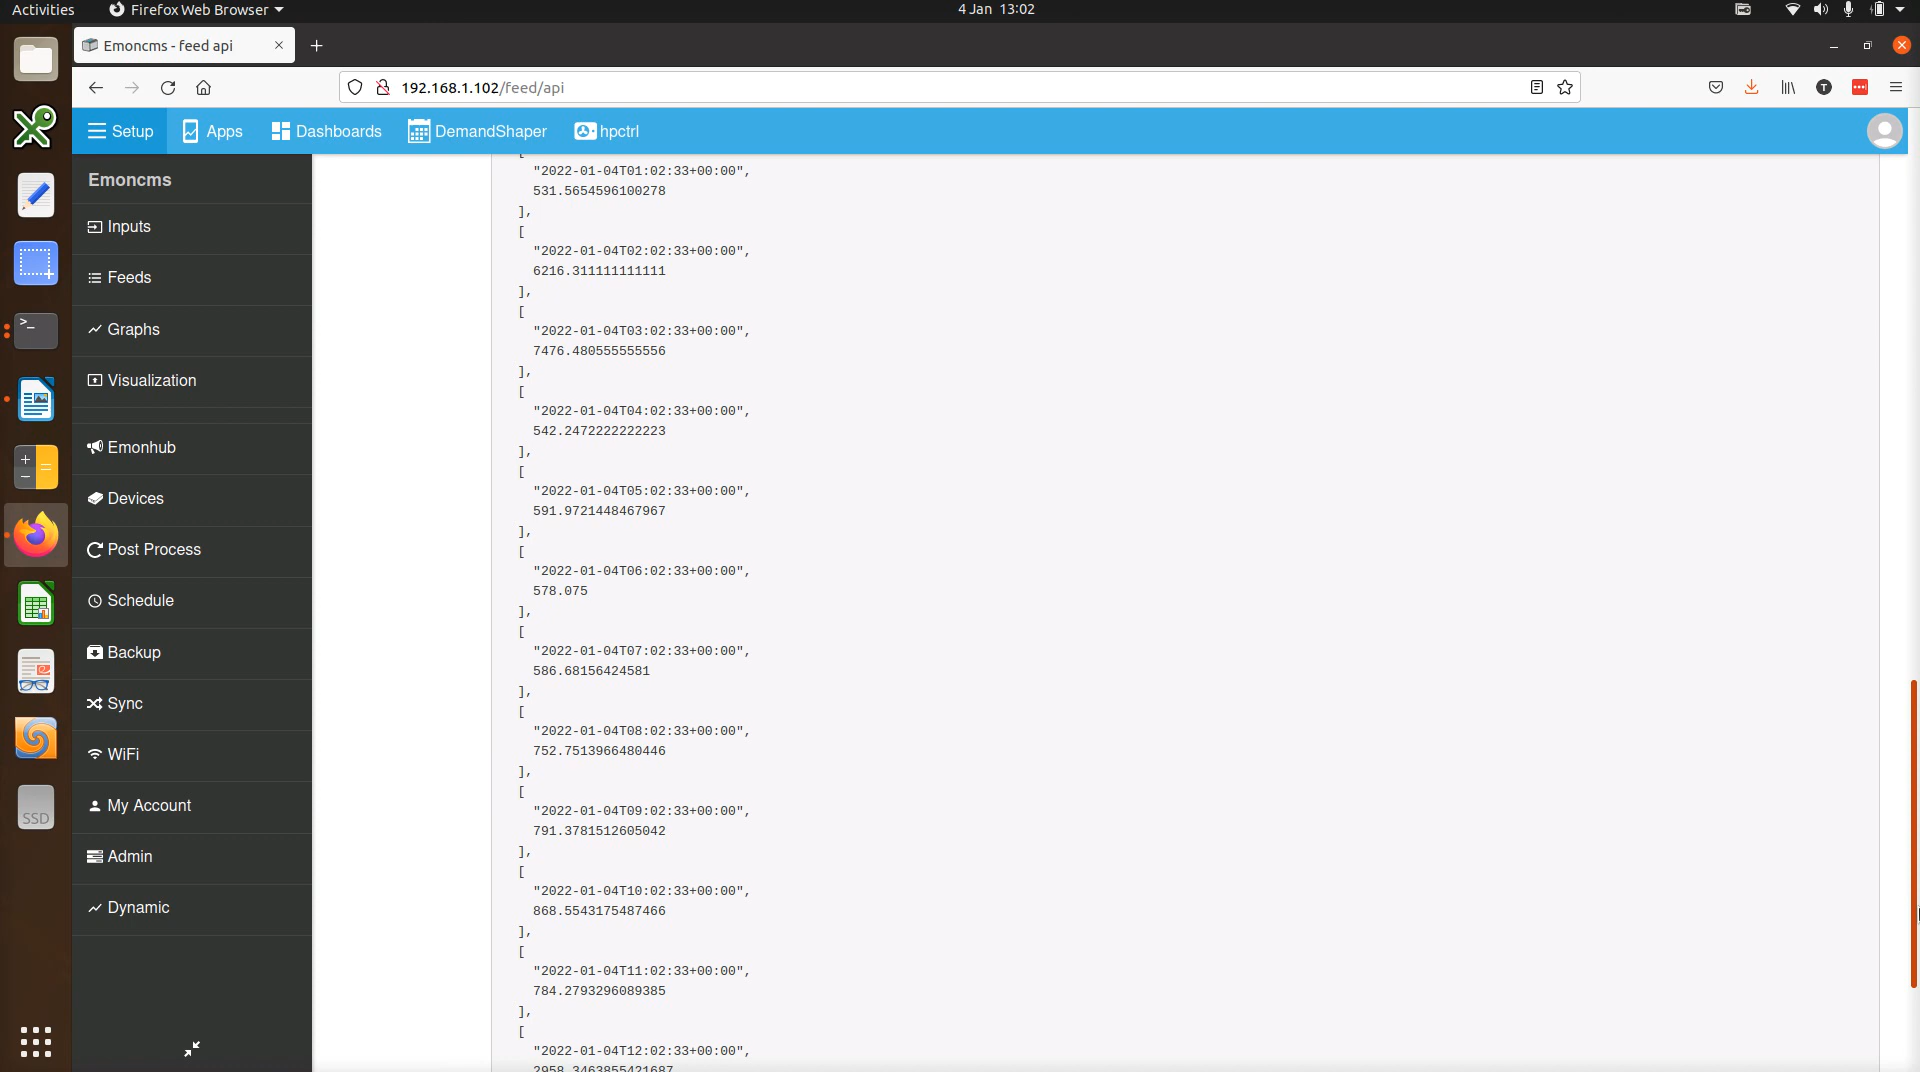 Activities
Firefox Web Browser
4 Jan 13:02
Emoncms - feed api
192.168.1.102/feed/api
Setup
Apps
Dashboards
DemandShaper
hpctrl
Emoncms
Inputs
Feeds
Graphs
Visualization
Emonhub
Devices
Post Process
Schedule
Backup
Sync
WiFi
My Account
Admin
Dynamic
SSD
[
"2022-01-04T01:02:33+00:00",
531.5654596100278
],
[
"2022-01-04T02:02:33+00:00",
6216.311111111111
],
[
"2022-01-04T03:02:33+00:00",
7476.480555555556
],
[
"2022-01-04T04:02:33+00:00",
542.2472222222223
],
[
"2022-01-04T05:02:33+00:00",
591.9721448467967
],
[
"2022-01-04T06:02:33+00:00",
578.075
],
[
"2022-01-04T07:02:33+00:00",
586.68156424581
],
[
"2022-01-04T08:02:33+00:00",
752.7513966480446
],
[
"2022-01-04T09:02:33+00:00",
791.3781512605042
],
[
"2022-01-04T10:02:33+00:00",
868.5543175487466
],
[
"2022-01-04T11:02:33+00:00",
784.2793296089385
],
[
"2022-01-04T12:02:33+00:00",
2958.3463855421687